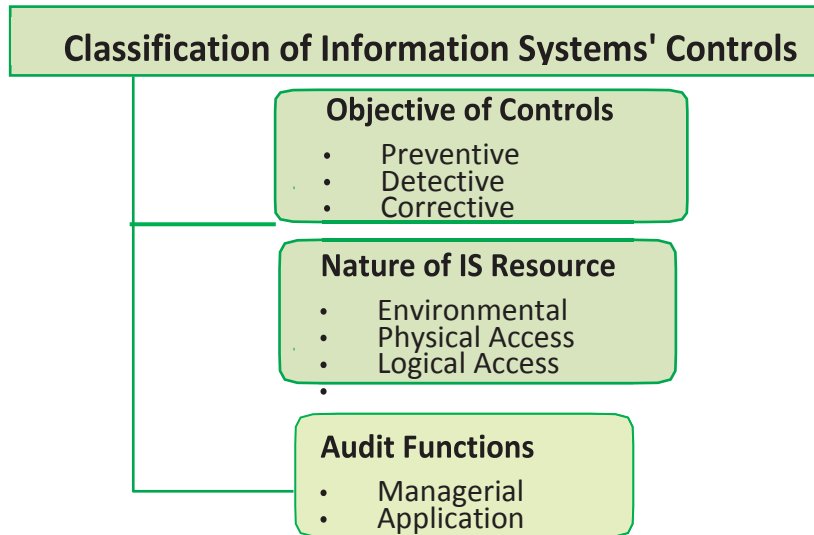 Classification of Information Systems' Controls
Objective of Controls
• Preventive
• Detective
• Corrective
Nature of IS Resource
• Environmental
• Physical Access
• Logical Access
•
Audit Functions
• Managerial
• Application